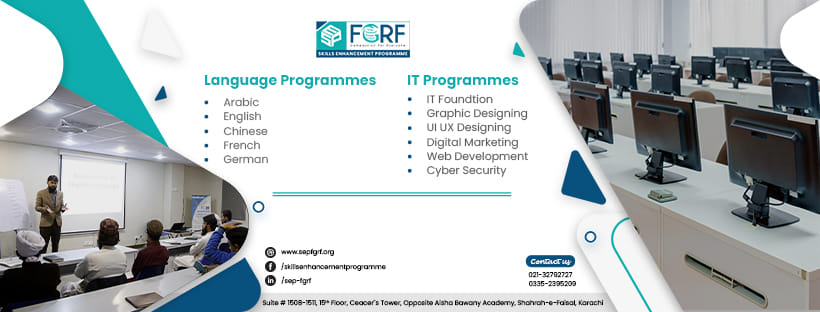 FGRF
SKILLS ENHANCEMENT PROGRAMME
Language Programmes
• Arabic
• English
• Chinese
• French
• German
IT Programmes
• IT Foundtion
• Graphic Designing
• UI UX Designing
• Digital Marketing
• Web Development
• Cyber Security
www.sepfgrf.org
/skillsenhancementprogramme
/sep-fgrf
Contact us
021-32792727
0335-2395209
Suite # 1508-1511, 15th Floor, Ceacer's Tower, Opposite Aisha Bawany Academy, Shahrah-e-Faisal, Karachi